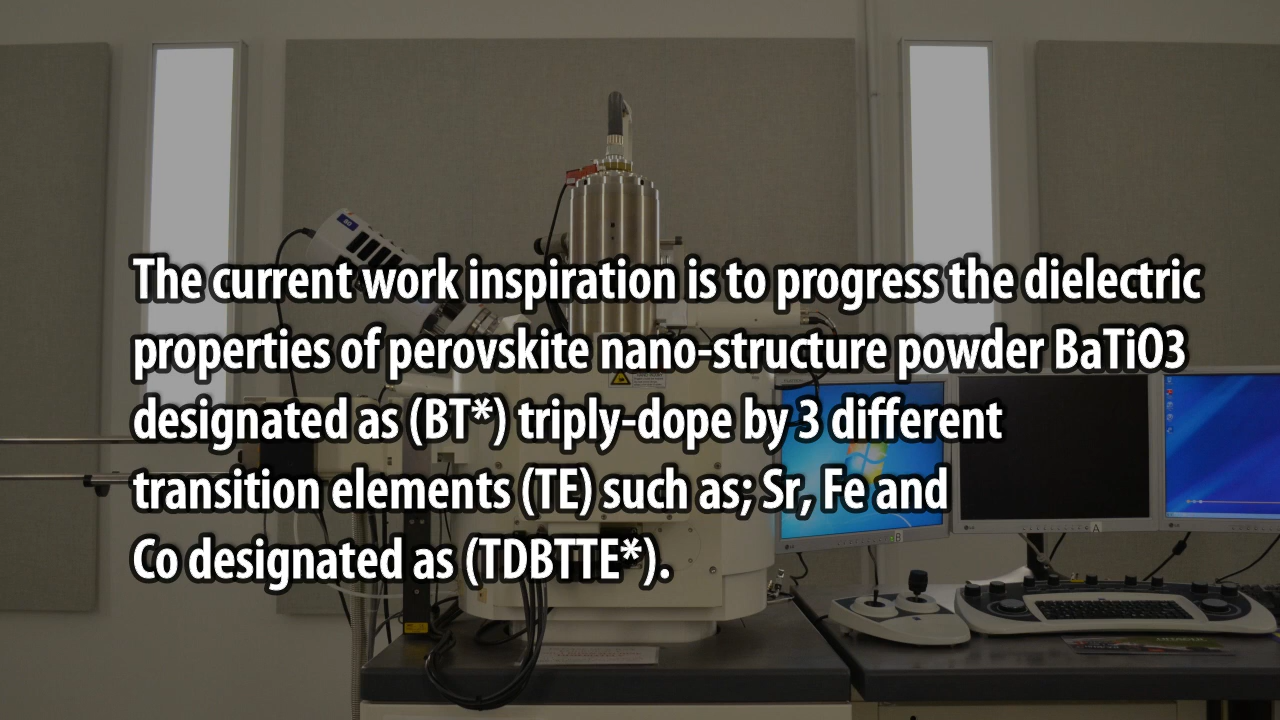 The current work inspiration is to progress the dielectric
properties of perovskite nano-structure powder BaTiO3
designated as (BT*) triply-dope by 3 different
transition elements (TE) such as; Sr, Fe and
Co designated as (TDBTTE*).
B
A